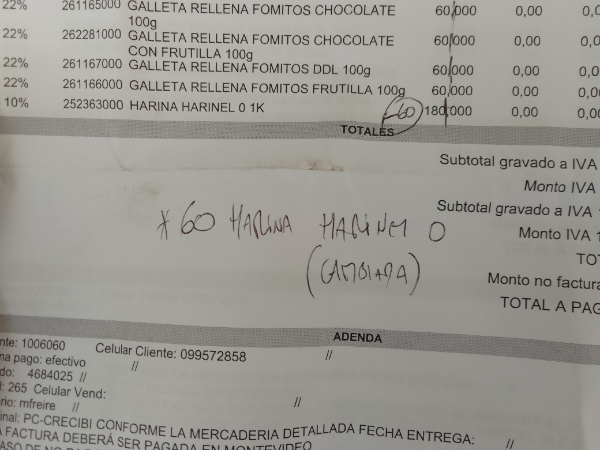 22% 261165000 GALLETA RELLENA FOMITOS CHOCOLATE 60,000 0,00 0,0
100g
22% 262281000 GALLETA RELLENA FOMITOS CHOCOLATE 60,000 0,00 0,0
CON FRUTILLA 100g
22% 261167000 GALLETA RELLENA FOMITOS DDL 100g 60,000 0,00 0,00
22% 261166000 GALLETA RELLENA FOMITOS FRUTILLA 100g 60,000 0,00 0,00
10% 252363000 HARINA HARINEL 0 1K -60 180,000 0,00 0,00
TOTALES
Subtotal gravado a IVA
Monto IVA
Subtotal gravado a IVA 1
* 60 HARINA HARINEL 0
Monto IVA 1
TOT
(CAMBIADA)
Monto no factura
TOTAL A PAG
ADENDA
nte: 1006060 Celular Cliente: 099572858 //
na pago: efectivo //
do: 4684025 //
: 265 Celular Vend: //
no: mfreire //
inal: PC-CRECIBI CONFORME LA MERCADERIA DETALLADA FECHA ENTREGA: //
A FACTURA DEBERÁ SER PAGADA EN MONTEVIDEO